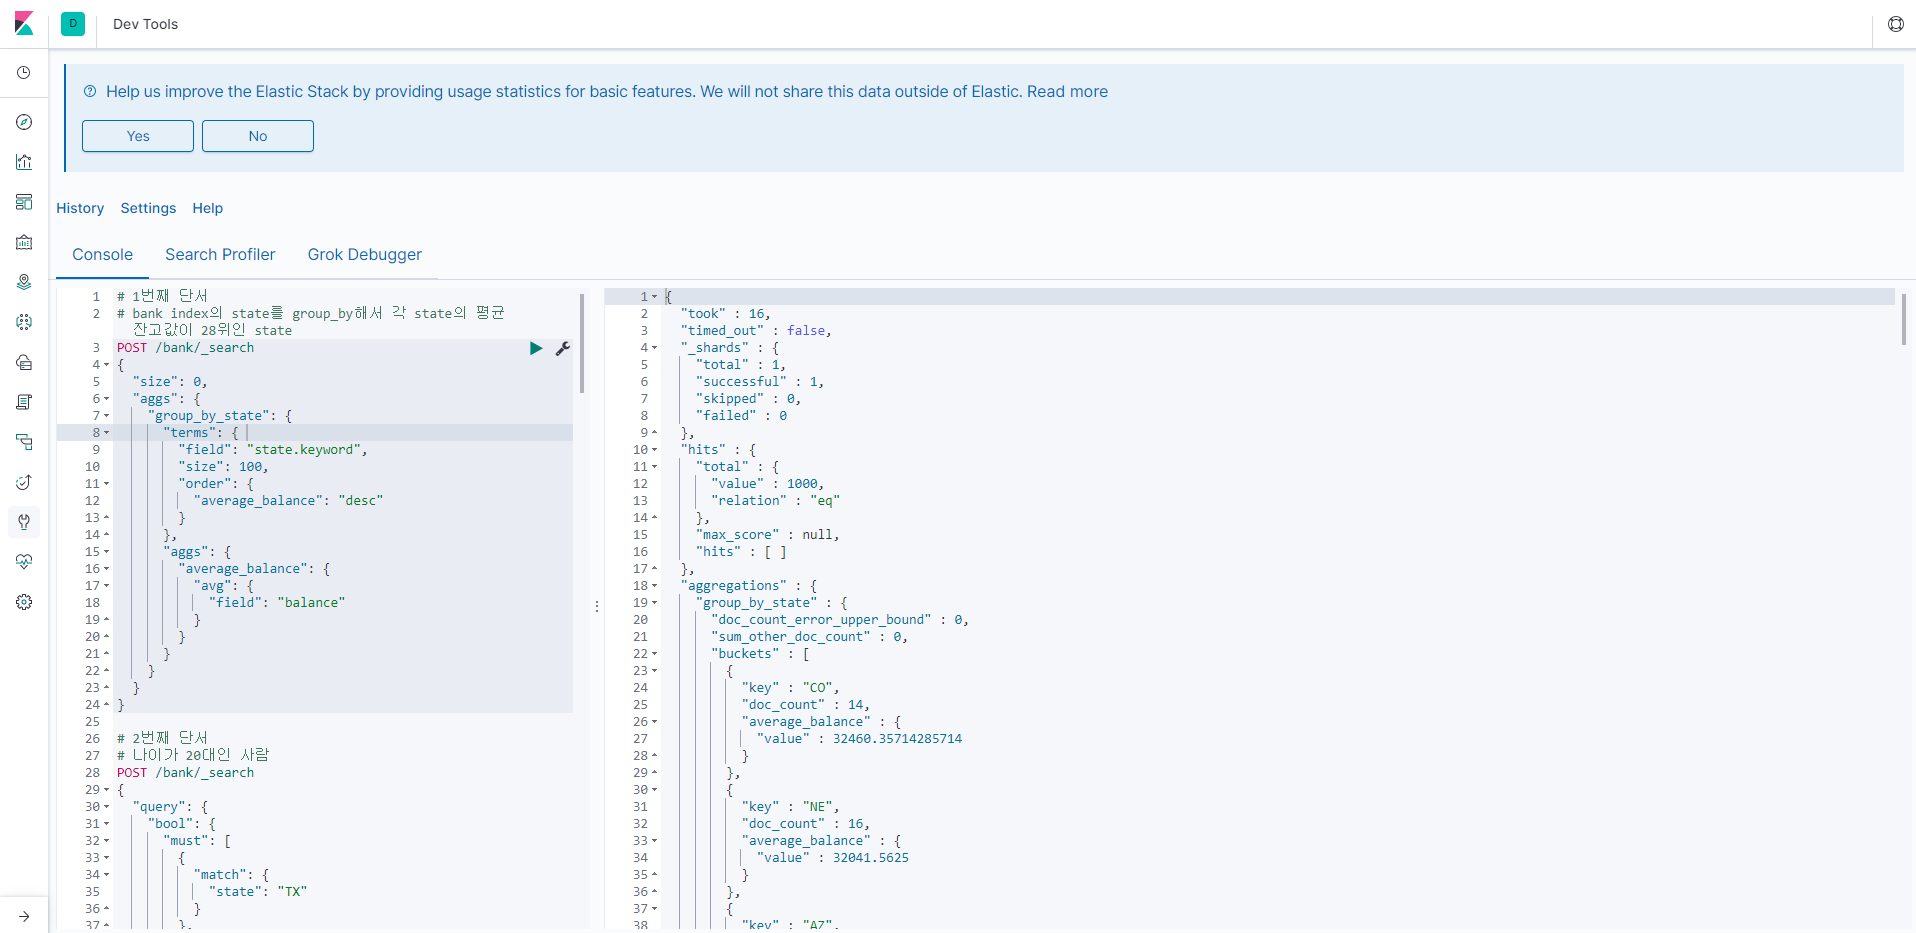 D Dev Tools
Help us improve the Elastic Stack by providing usage statistics for basic features. We will not share this data outside of Elastic. Read more
Yes No
History Settings Help
Console Search Profiler Grok Debugger
1 # 1번째 단서
2 # bank index의 state를 group_by해서 각 state의 평균
잔고값이 28위인 state
3 POST /bank/_search
4 {
5 "size": 0,
6 "aggs": {
7 "group_by_state": {
8 "terms": {
9 "field": "state.keyword",
10 "size": 100,
11 "order": {
12 "average_balance": "desc"
13 }
14 },
15 "aggs": {
16 "average_balance": {
17 "avg": {
18 "field": "balance"
19 }
20 }
21 }
22 }
23 }
24 }
25
26 # 2번째 단서
27 # 나이가 20대인 사람
28 POST /bank/_search
29 {
30 "query": {
31 "bool": {
32 "must": [
33 {
34 "match": {
35 "state": "TX"
36 }
37 },
1 {
2 "took" : 16,
3 "timed_out" : false,
4 "_shards" : {
5 "total" : 1,
6 "successful" : 1,
7 "skipped" : 0,
8 "failed" : 0
9 },
10 "hits" : {
11 "total" : {
12 "value" : 1000,
13 "relation" : "eq"
14 },
15 "max_score" : null,
16 "hits" : [ ]
17 },
18 "aggregations" : {
19 "group_by_state" : {
20 "doc_count_error_upper_bound" : 0,
21 "sum_other_doc_count" : 0,
22 "buckets" : [
23 {
24 "key" : "CO",
25 "doc_count" : 14,
26 "average_balance" : {
27 "value" : 32460.35714285714
28 }
29 },
30 {
31 "key" : "NE",
32 "doc_count" : 16,
33 "average_balance" : {
34 "value" : 32041.5625
35 }
36 },
37 {
38 "key" : "AZ",